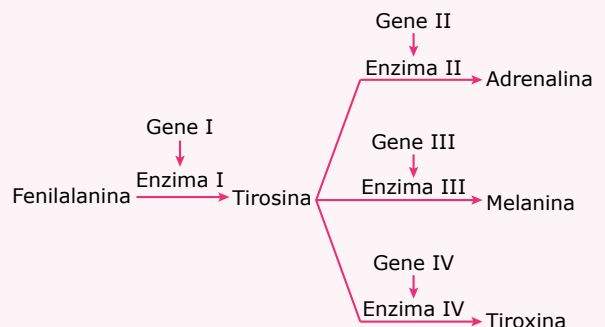 Gene II
Enzima II
Adrenalina
Gene I
Gene III
Fenilalanina
Enzima I
Tirosina
Enzima III
Melanina
Gene IV
Enzima IV
Tiroxina